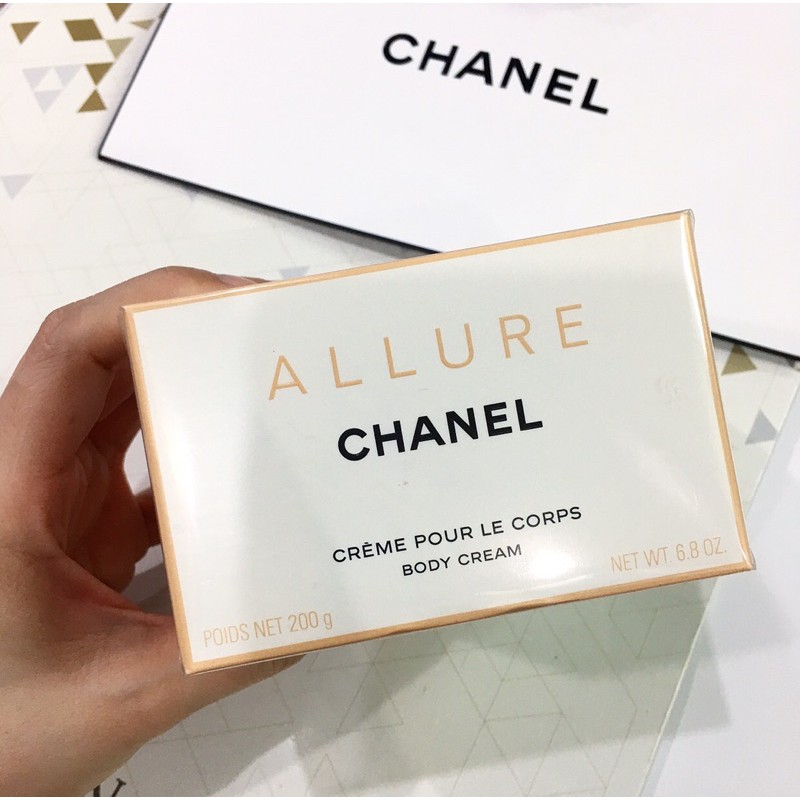 CHANEL
ALLURE
CHANEL
CRÈME POUR LE CORPS
BODY CREAM
POIDS NET 200 g
NET WT. 6.8 OZ.